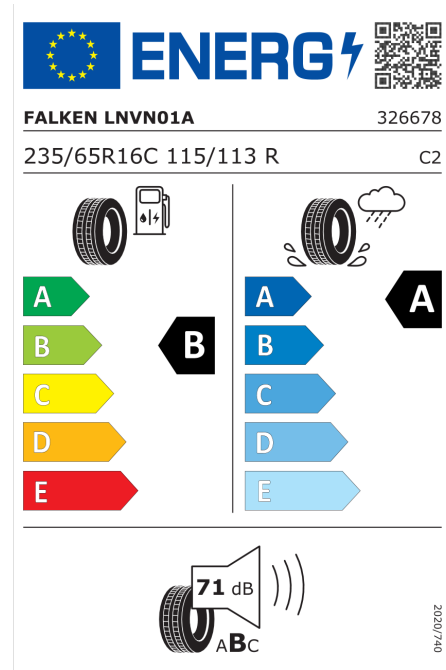 ENERG
FALKEN LNVN01A 326678
235/65R16C 115/113 R C2
A
B
C
D
E
B
A
B
C
D
E
A
71 dB
ABC
2020/740